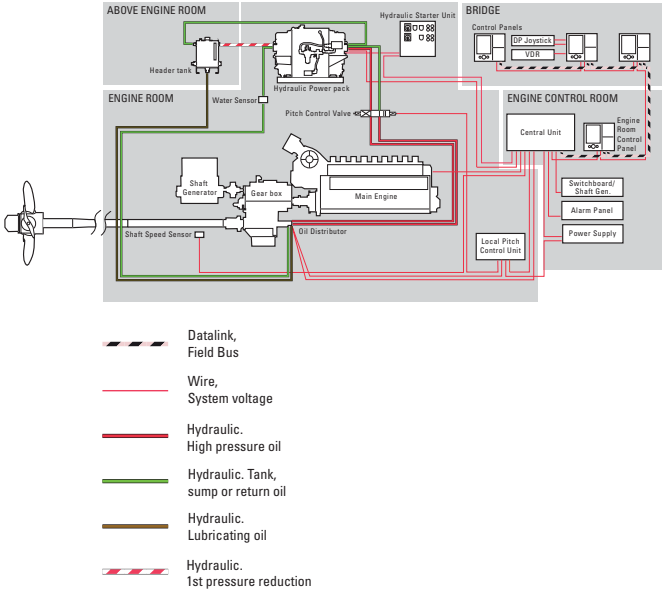 ABOVE ENGINE ROOM
Header tank
Hydraulic Power pack
Hydraulic Starter Unit
BRIDGE
Control Panels
DP Joystick
VDR
ENGINE ROOM
Water Sensor
Pitch Control Valve
ENGINE CONTROL ROOM
Central Unit
Engine
Room
Control
Panel
Shaft
Generator
Gear box
Main Engine
Switchboard/
Shaft Gen.
Alarm Panel
Power Supply
Shaft Speed Sensor
Oil Distributor
Local Pitch
Control Unit
Datalink,
Field Bus
Wire,
System voltage
Hydraulic.
High pressure oil
Hydraulic. Tank,
sump or return oil
Hydraulic.
Lubricating oil
Hydraulic.
1st pressure reduction